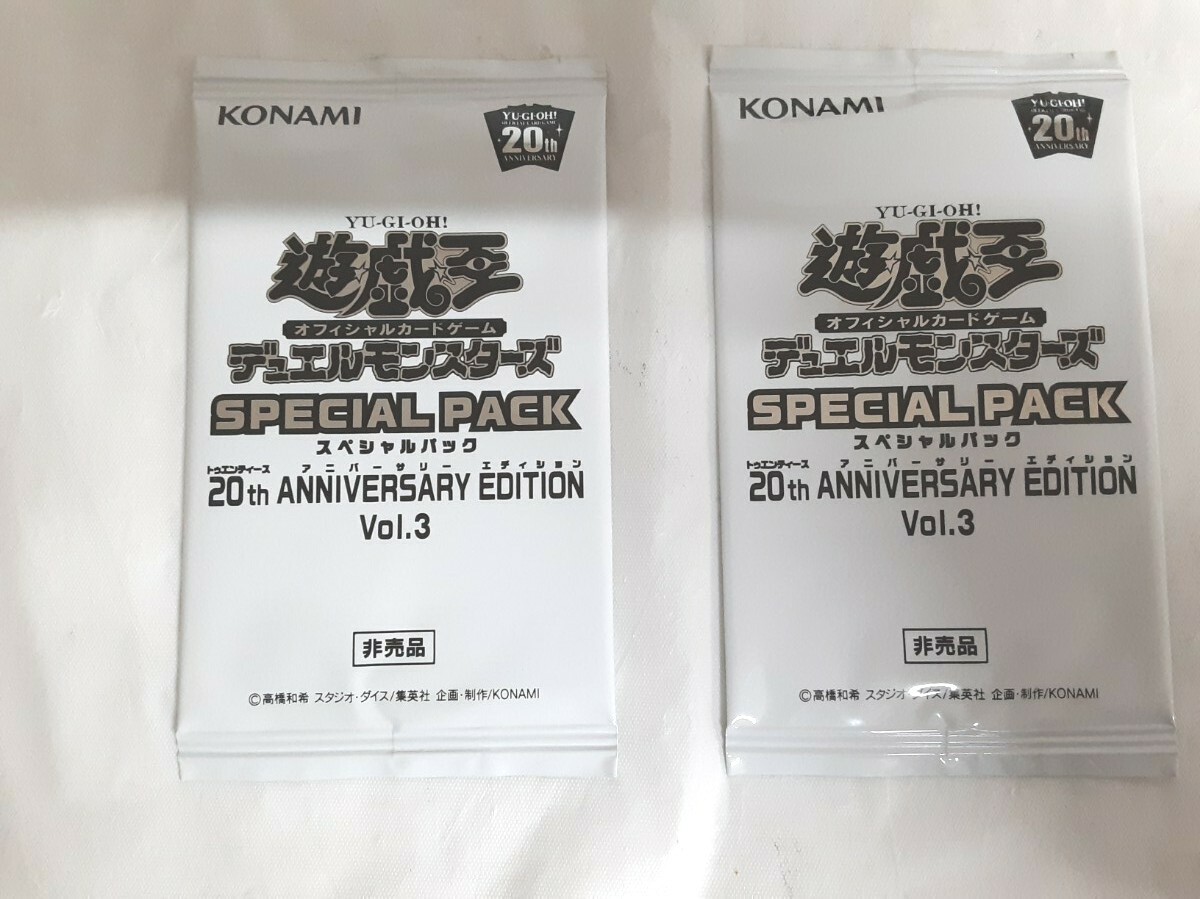 KONAMI
YU-GI-OH!
OFFICIAL CARD GAME
20th
ANNIVERSARY
YU-GI-OH!
遊☆戯☆王
オフィシャルカードゲーム
デュエルモンスターズ
SPECIAL PACK
スペシャルパック
トゥエンティース アニバーサリー エディション
20th ANNIVERSARY EDITION
Vol.3
非売品
©高橋和希 スタジオ・ダイス/集英社 企画・制作/KONAMI
KONAMI
YU-GI-OH!
20th
ANNIVERSARY
YU-GI-OH!
遊☆戯☆王
オフィシャルカードゲーム
デュエルモンスターズ
SPECIAL PACK
スペシャルパック
トゥエンティース アニバーサリー エディション
20th ANNIVERSARY EDITION
Vol.3
非売品
©高橋和希 スタジオ・ダイス/集英社 企画・制作/KONAMI